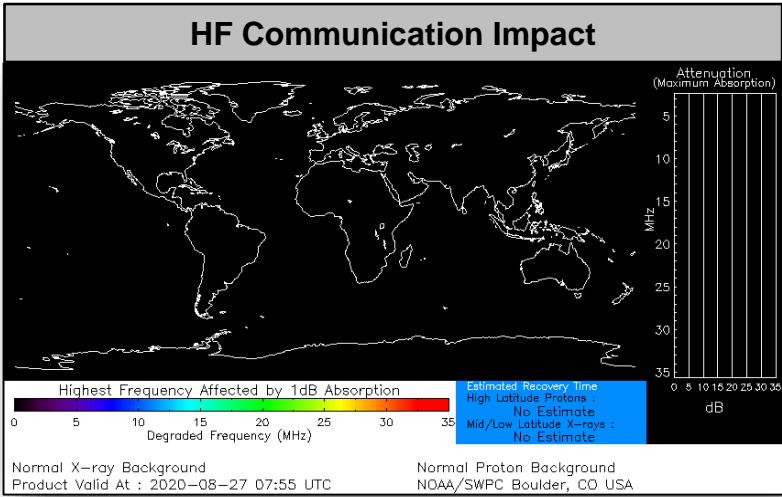 HF Communication Impact
Attenuation
(Maximum Absorption)
5
10
15
20
25
30
35
MHz
0 5 10 15 20 25 30 35
dB
Highest Frequency Affected by 1dB Absorption
0 5 10 15 20 25 30 35
Degraded Frequency (MHz)
Estimated Recovery Time
High Latitude Protons :
No Estimate
Mid/Low Latitude X-rays :
No Estimate
Normal X-ray Background
Normal Proton Background
Product Valid At : 2020-08-27 07:55 UTC
NOAA/SWPC Boulder, CO USA